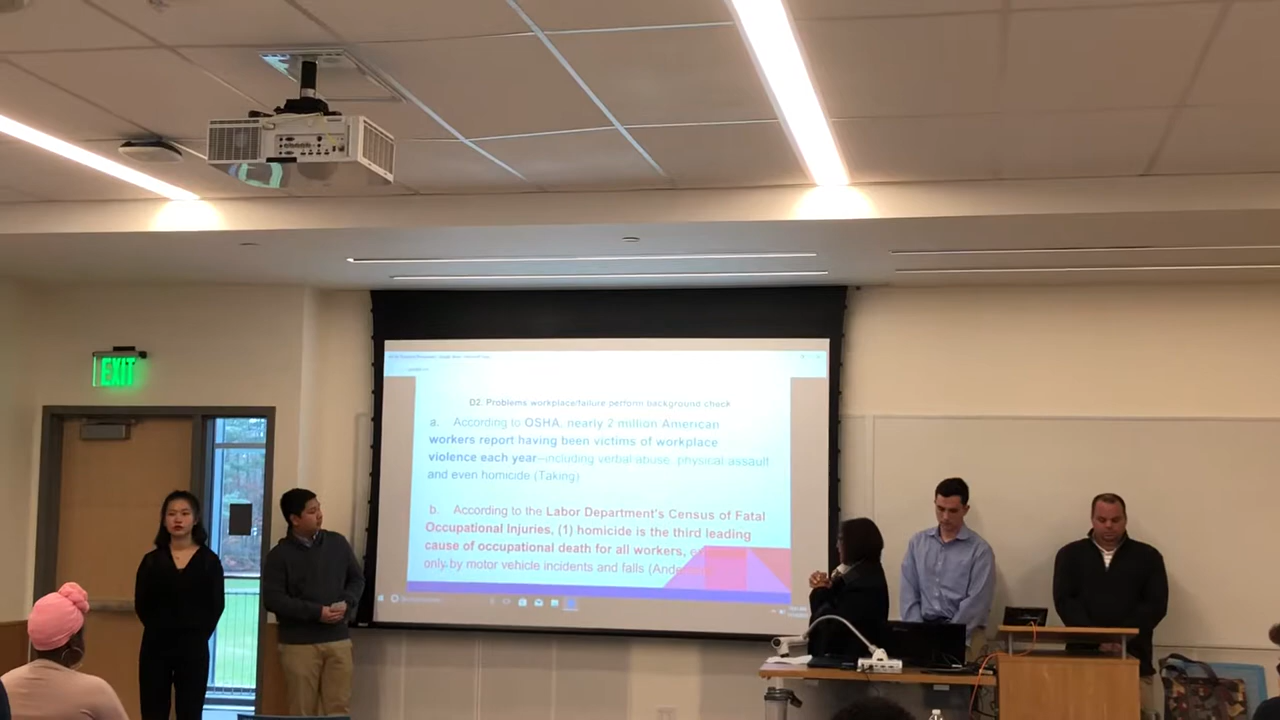 EXIT
D2. Problems workplace/failure perform background check
a. According to OSHA, nearly 2 million American
workers report having been victims of workplace
violence each year–including verbal abuse, physical assault
and even homicide (Taking)
b. According to the Labor Department's Census of Fatal
Occupational Injuries, (1) homicide is the third leading
cause of occupational death for all workers,
only by motor vehicle incidents and falls